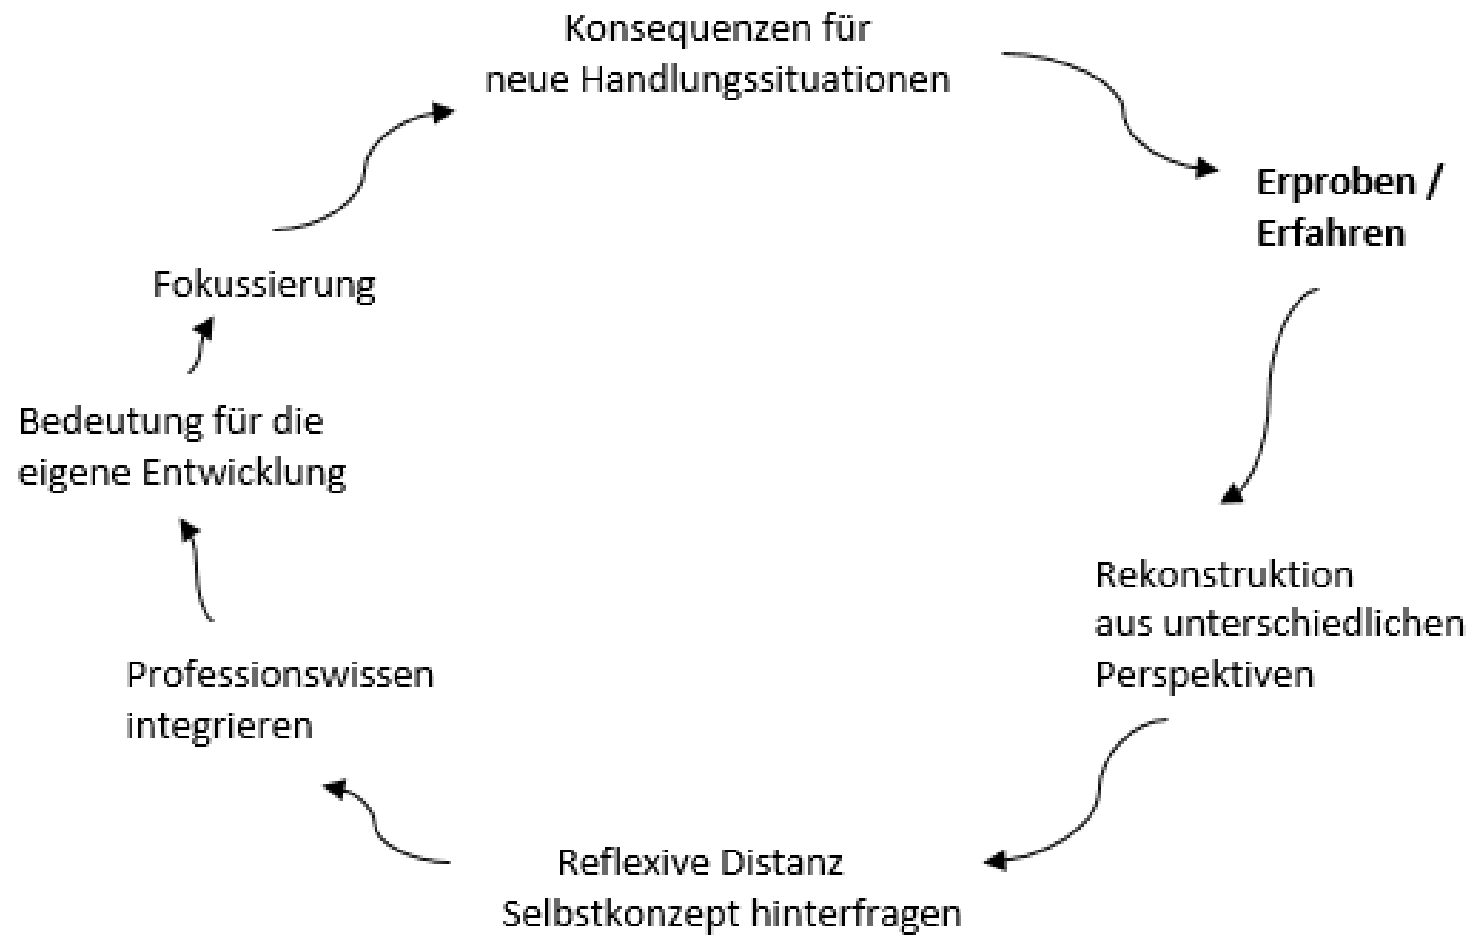 Konsequenzen für
neue Handlungssituationen
Erproben /
Erfahren
Rekonstruktion
aus unterschiedlichen
Perspektiven
Reflexive Distanz
Selbstkonzept hinterfragen
Professionswissen
integrieren
Bedeutung für die
eigene Entwicklung
Fokussierung